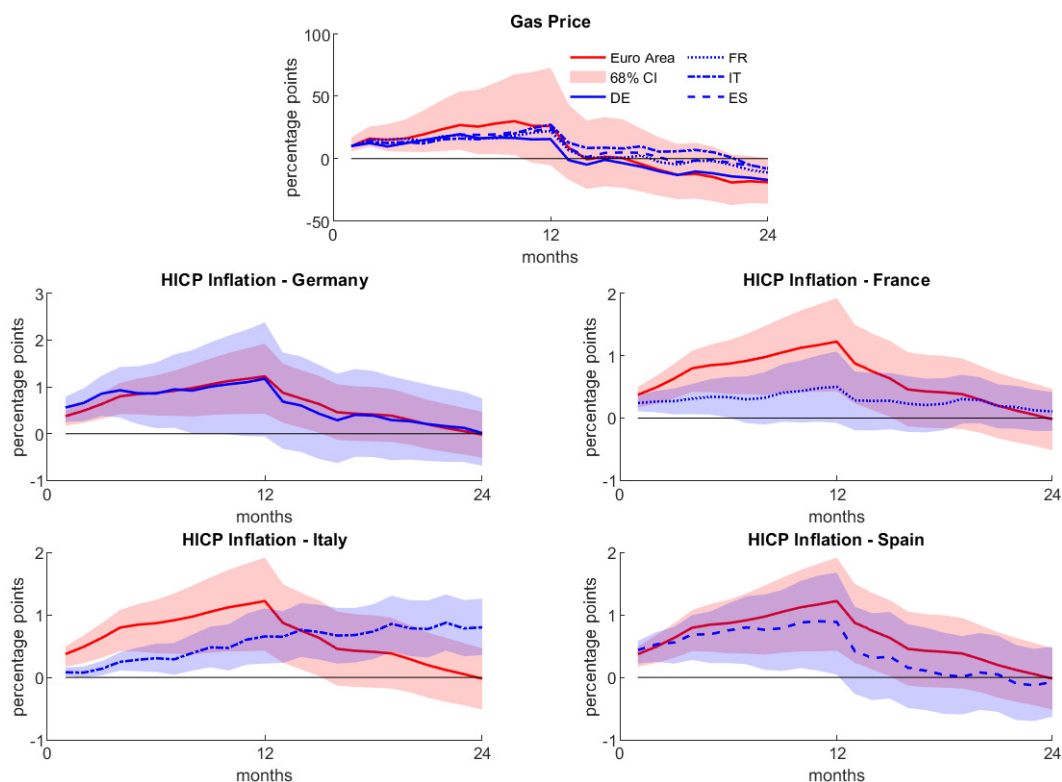 Gas Price
100
50
0
-50
percentage points
Euro Area
68% CI
DE
FR
IT
ES
0
12
24
months
HICP Inflation - Germany
3
2
1
0
-1
percentage points
0
12
24
months
HICP Inflation - France
2
1
0
-1
percentage points
0
12
24
months
HICP Inflation - Italy
2
1
0
-1
percentage points
0
12
24
months
HICP Inflation - Spain
2
1
0
-1
percentage points
0
12
24
months